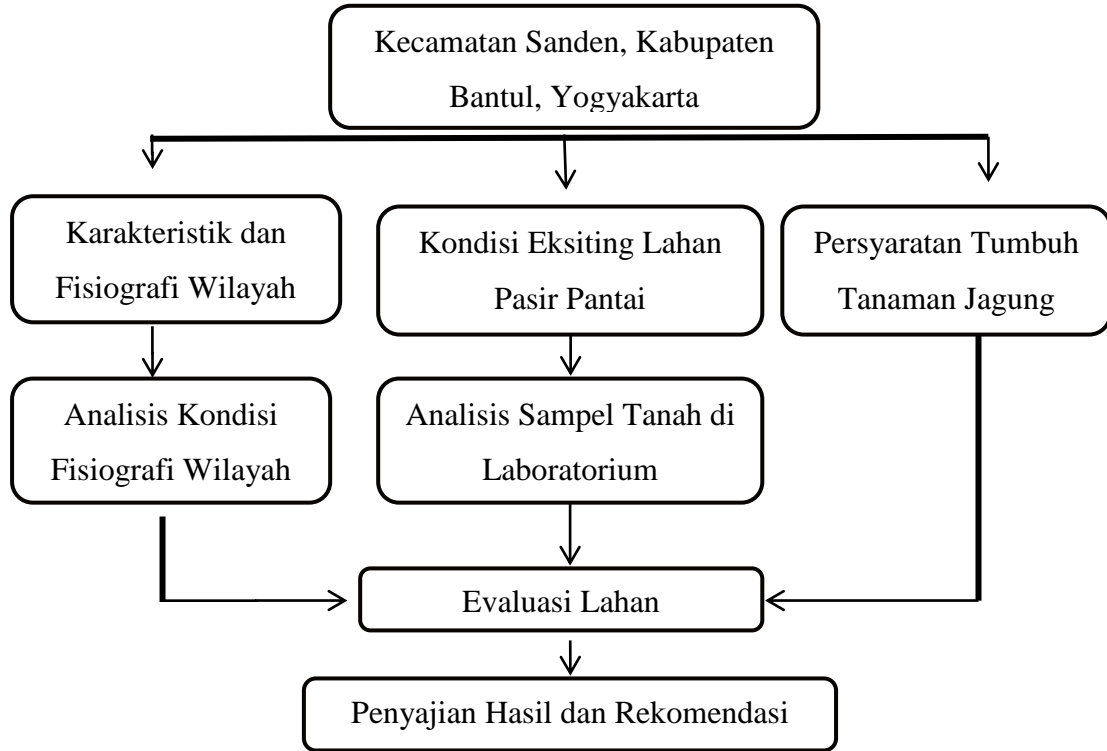 Kecamatan Sanden, Kabupaten
Bantul, Yogyakarta
Karakteristik dan
Fisiografi Wilayah
Kondisi Eksiting Lahan
Pasir Pantai
Persyaratan Tumbuh
Tanaman Jagung
Analisis Kondisi
Fisiografi Wilayah
Analisis Sampel Tanah di
Laboratorium
Evaluasi Lahan
Penyajian Hasil dan Rekomendasi